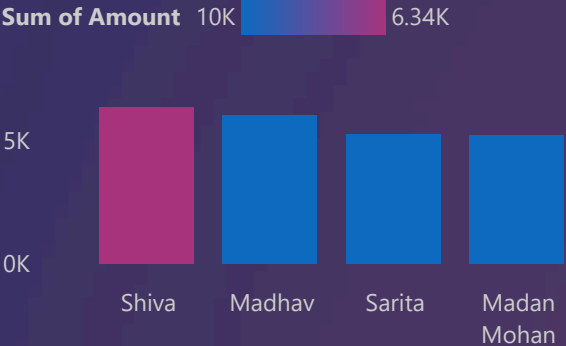 Sum of Amount 10K 6.34K
5K
0K
Shiva Madhav Sarita Madan
Mohan